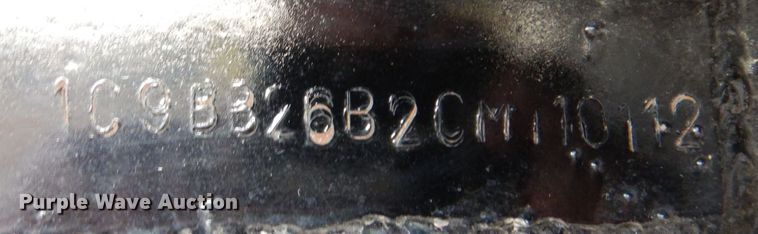 1C9BB26B2CM110112
Purple Wave Auction